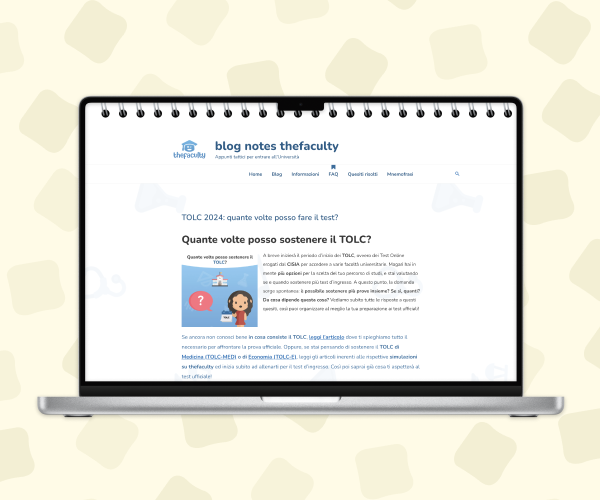 thefaculty
blog notes thefaculty
Appunti tattici per entrare all'Università
Home Blog Informazioni FAQ Quesiti risolti Mnemofrasi
TOLC 2024: quante volte posso fare il test?
Quante volte posso sostenere il TOLC?
Quante volte posso sostenere il
TOLC?
A breve inizierà il periodo d'inizio dei TOLC, ovvero dei Test Online
erogati dal CISIA per accedere a varie facoltà universitarie. Magari hai in
mente più opzioni per la scelta del tuo percorso di studi, e stai valutando
se e come sostenere più test d'ingresso. A questo punto, la domanda
sorge spontanea: è possibile sostenere più prove insieme? Se sì, quanti?
Da cosa dipende questa cosa? Vediamo subito tutte le risposte a questi
quesiti, così puoi organizzare al meglio la tua preparazione ai test ufficiali!
Se ancora non conosci bene in cosa consiste il TOLC, leggi l'articolo dove ti spieghiamo tutto il
necessario per affrontare la prova ufficiale. Oppure, se stai pensando di sostenere il TOLC di
Medicina (TOLC-MED) o di Economia (TOLC-E), leggi gli articoli inerenti alla rispettive simulazioni
su thefaculty ed inizia subito ad allenarti per il test d'ingresso. Così poi saprai già cosa ti aspetterà al
test ufficiale!